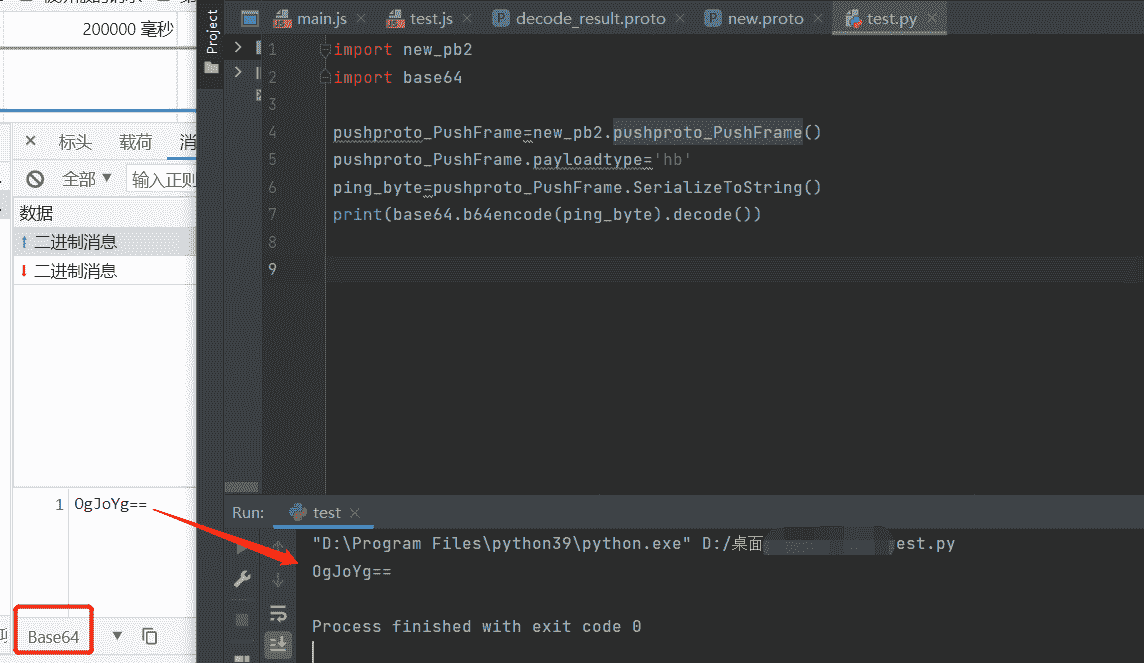 200000 毫秒
标头
载荷
全部
输入正则
数据
二进制消息
二进制消息
1 OgJoYg==
Base64
Project
main.js
test.js
decode_result.proto
new.proto
test.py
1 import new_pb2
2 import base64
3
4 pushproto_PushFrame=new_pb2.pushproto_PushFrame()
5 pushproto_PushFrame.payloadtype='hb'
6 ping_byte=pushproto_PushFrame.SerializeToString()
7 print(base64.b64encode(ping_byte).decode())
8
9
Run: test
"D:\Program Files\python39\python.exe" D:/桌面 est.py
OgJoYg==
Process finished with exit code 0